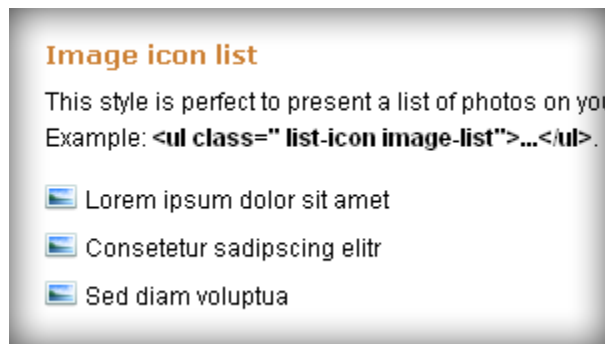 Image icon list
This style is perfect to present a list of photos on
Example: <ul class=" list-icon image-list">...</ul>.
Lorem ipsum dolor sit amet
Consetetur sadipscing elitr
Sed diam voluptua